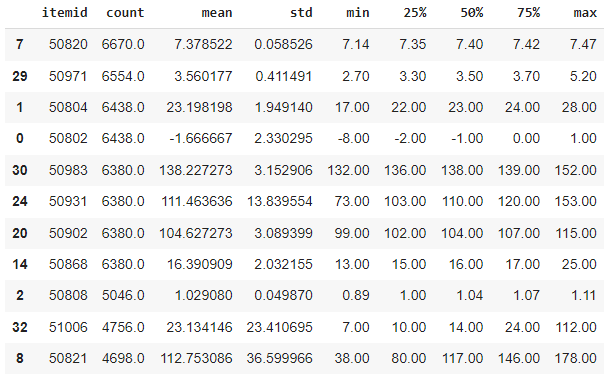 itemid count mean std min 25% 50% 75% max
7 50820 6670.0 7.378522 0.058526 7.14 7.35 7.40 7.42 7.47
29 50971 6554.0 3.560177 0.411491 2.70 3.30 3.50 3.70 5.20
1 50804 6438.0 23.198198 1.949140 17.00 22.00 23.00 24.00 28.00
0 50802 6438.0 -1.666667 2.330295 -8.00 -2.00 -1.00 0.00 1.00
30 50983 6380.0 138.227273 3.152906 132.00 136.00 138.00 139.00 152.00
24 50931 6380.0 111.463636 13.839554 73.00 103.00 110.00 120.00 153.00
20 50902 6380.0 104.627273 3.089399 99.00 102.00 104.00 107.00 115.00
14 50868 6380.0 16.390909 2.032155 13.00 15.00 16.00 17.00 25.00
2 50808 5046.0 1.029080 0.049870 0.89 1.00 1.04 1.07 1.11
32 51006 4756.0 23.134146 23.410695 7.00 10.00 14.00 24.00 112.00
8 50821 4698.0 112.753086 36.599966 38.00 80.00 117.00 146.00 178.00